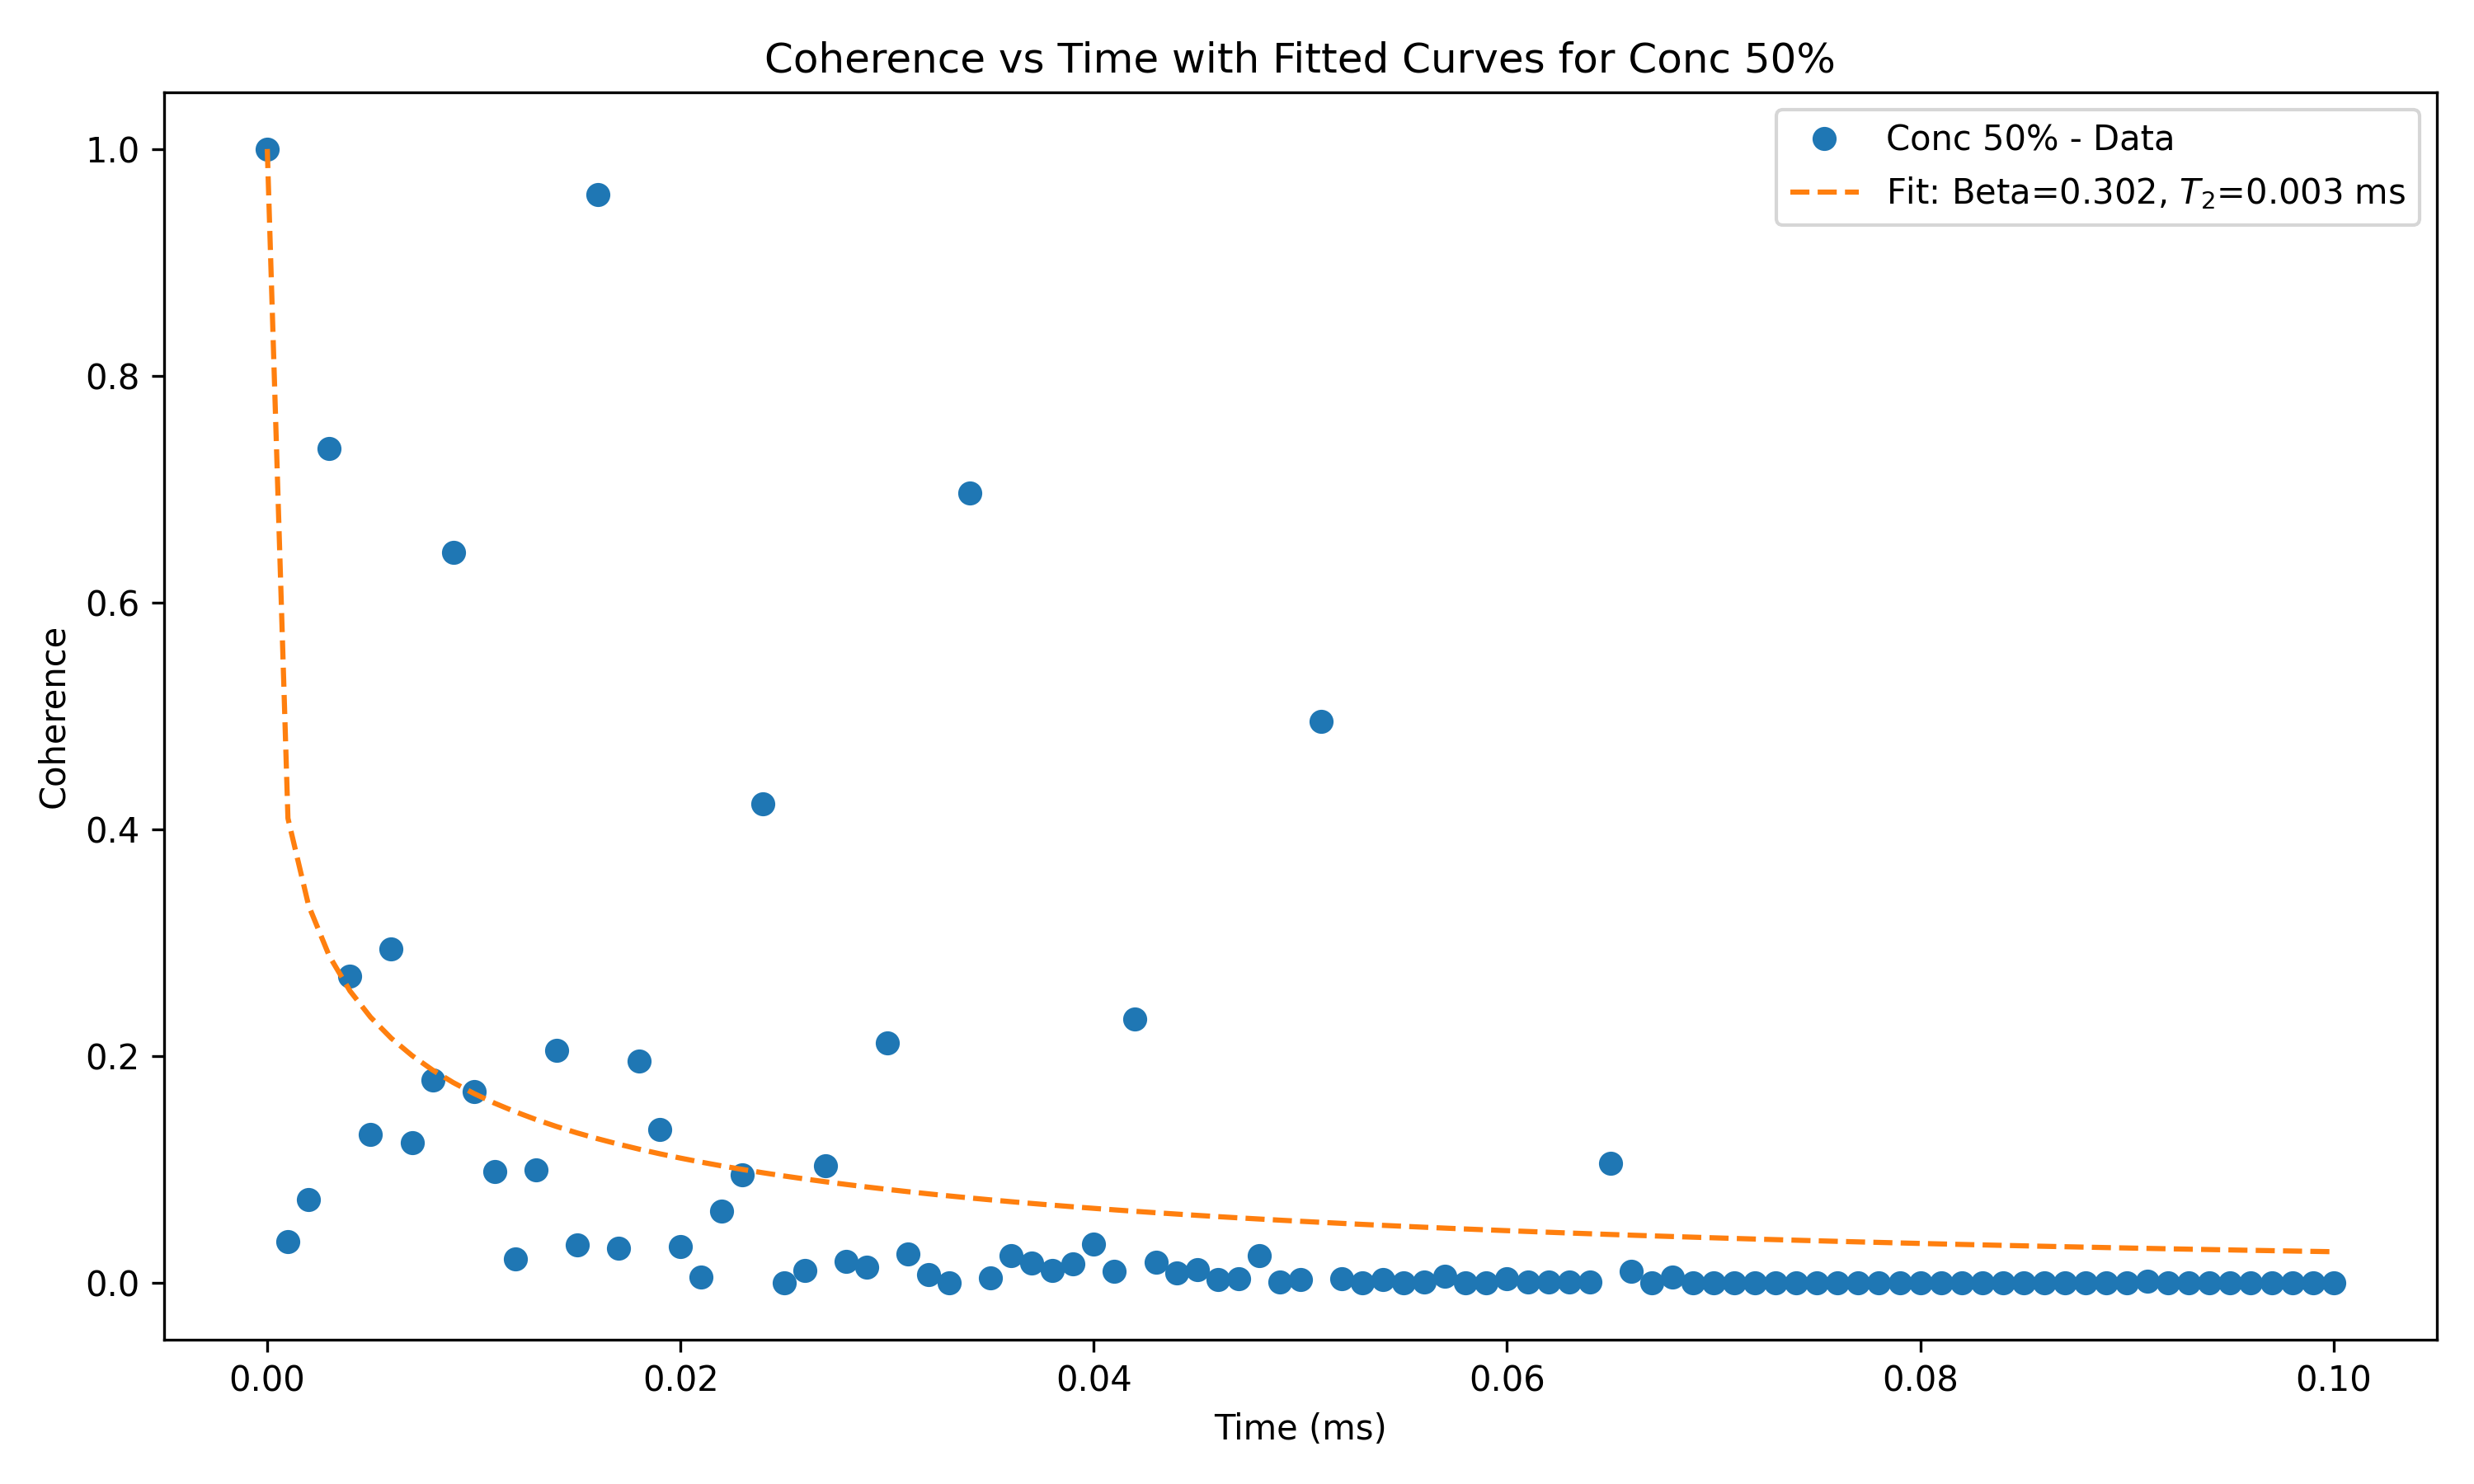 Coherence vs Time with Fitted Curves for Conc 50%
Conc 50% - Data
Fit: Beta=0.302, T₂=0.003 ms
1.0
0.8
0.6
0.4
0.2
0.0
Coherence
0.00
0.02
0.04
0.06
0.08
0.10
Time (ms)